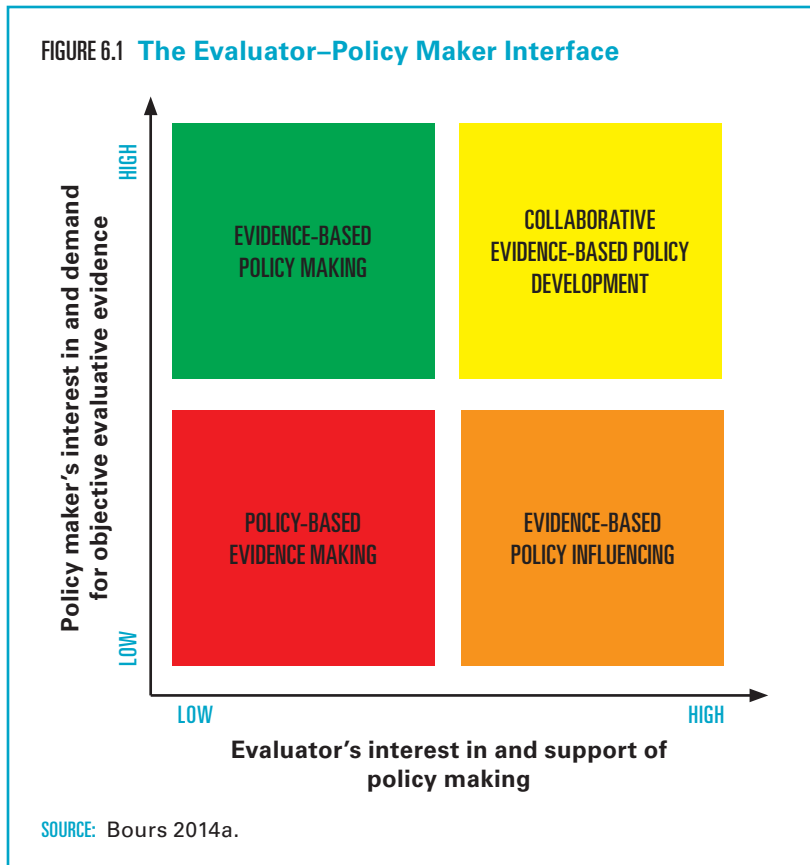 FIGURE 6.1 The Evaluator–Policy Maker Interface
Policy maker's interest in and demand
for objective evaluative evidence
HIGH
LOW
EVIDENCE-BASED
POLICY MAKING
COLLABORATIVE
EVIDENCE-BASED POLICY
DEVELOPMENT
POLICY-BASED
EVIDENCE MAKING
EVIDENCE-BASED
POLICY INFLUENCING
LOW
HIGH
Evaluator's interest in and support of
policy making
SOURCE: Bours 2014a.